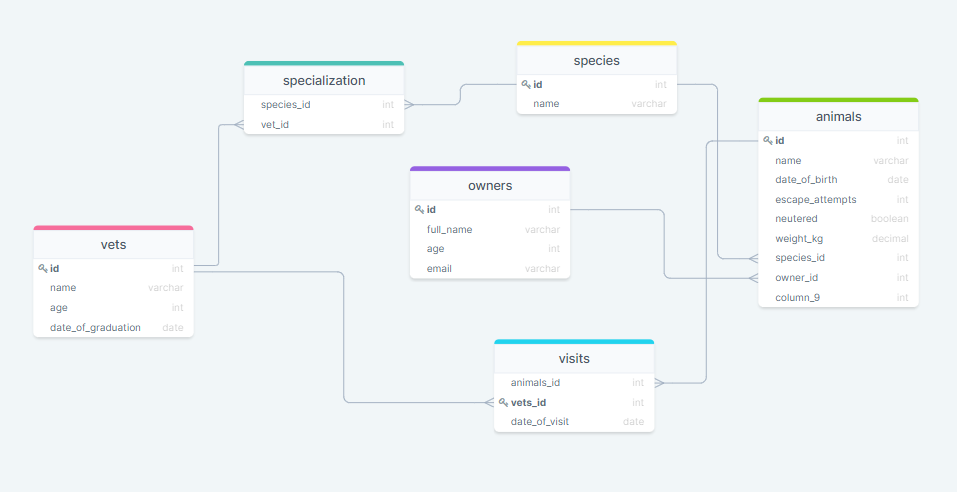 specialization
species_id int
vet_id int
species
id int
name varchar
animals
id int
name varchar
date_of_birth date
escape_attempts int
neutered boolean
weight_kg decimal
species_id int
owner_id int
column_9 int
owners
id int
full_name varchar
age int
email varchar
vets
id int
name varchar
age int
date_of_graduation date
visits
animals_id int
vets_id int
date_of_visit date